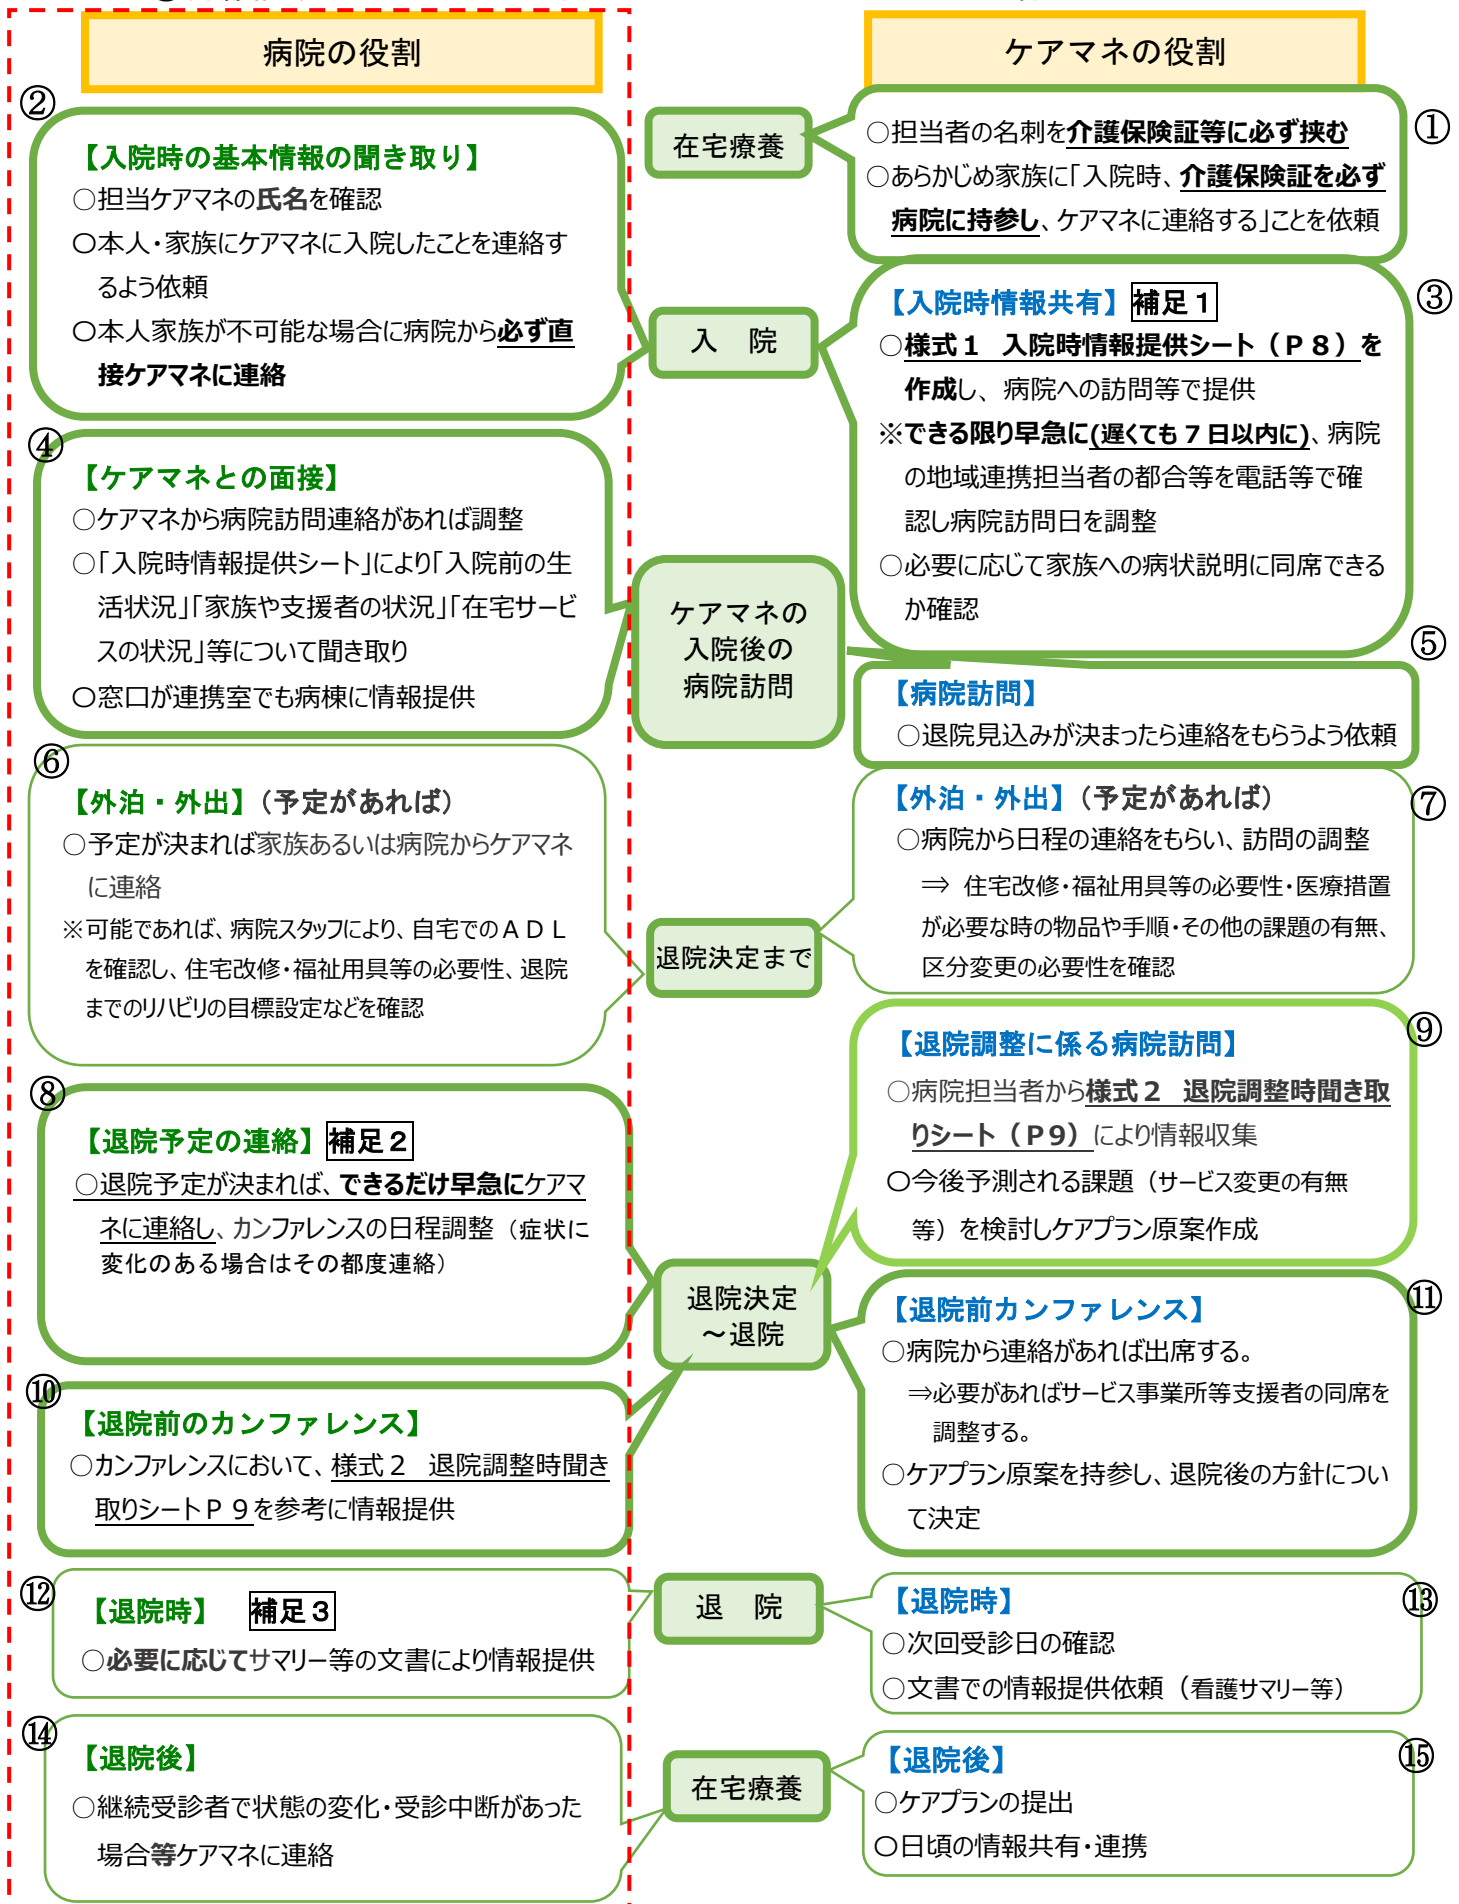 病院の役割
ケアマネの役割
在宅療養
①
○担当者の名刺を介護保険証等に必ず挟む
○あらかじめ家族に「入院時、介護保険証を必ず
病院に持参し、ケアマネに連絡する」ことを依頼
②
【入院時の基本情報の聞き取り】
○担当ケアマネの氏名を確認
○本人・家族にケアマネに入院したことを連絡す
るよう依頼
○本人家族が不可能な場合に病院から必ず直
接ケアマネに連絡
入 院
③
【入院時情報共有】 補足1
○様式1 入院時情報提供シート(P8)を
作成し、病院への訪問等で提供
※できる限り早急に(遅くても7日以内に)、病院
の地域連携担当者の都合等を電話等で確
認し病院訪問日を調整
○必要に応じて家族への病状説明に同席できる
か確認
④
【ケアマネとの面接】
○ケアマネから病院訪問連絡があれば調整
○「入院時情報提供シート」により「入院前の生
活状況」「家族や支援者の状況」「在宅サービ
スの状況」等について聞き取り
○窓口が連携室でも病棟に情報提供
ケアマネの
入院後の
病院訪問
⑤
【病院訪問】
○退院見込みが決まったら連絡をもらうよう依頼
⑥
【外泊・外出】(予定があれば)
○予定が決まれば家族あるいは病院からケアマネ
に連絡
※可能であれば、病院スタッフにより、自宅でのADL
を確認し、住宅改修・福祉用具等の必要性、退院
までのリハビリの目標設定などを確認
退院決定まで
⑦
【外泊・外出】(予定があれば)
○病院から日程の連絡をもらい、訪問の調整
⇒ 住宅改修・福祉用具等の必要性・医療措置
が必要な時の物品や手順・その他の課題の有無、
区分変更の必要性を確認
⑧
【退院予定の連絡】 補足2
○退院予定が決まれば、できるだけ早急にケアマ
ネに連絡し、カンファレンスの日程調整(症状に
変化のある場合はその都度連絡)
退院決定
~退院
⑨
【退院調整に係る病院訪問】
○病院担当者から様式2 退院調整時聞き取
りシート(P9)により情報収集
○今後予測される課題(サービス変更の有無
等)を検討しケアプラン原案作成
⑩
【退院前のカンファレンス】
○カンファレンスにおいて、様式2 退院調整時聞き
取りシートP9を参考に情報提供
⑪
【退院前カンファレンス】
○病院から連絡があれば出席する。
⇒必要があればサービス事業所等支援者の同席を
調整する。
○ケアプラン原案を持参し、退院後の方針につい
て決定
⑫
【退院時】 補足3
○必要に応じてサマリー等の文書により情報提供
退 院
⑬
【退院時】
○次回受診日の確認
○文書での情報提供依頼(看護サマリー等)
⑭
【退院後】
○継続受診者で状態の変化・受診中断があった
場合等ケアマネに連絡
在宅療養
⑮
【退院後】
○ケアプランの提出
○日頃の情報共有・連携